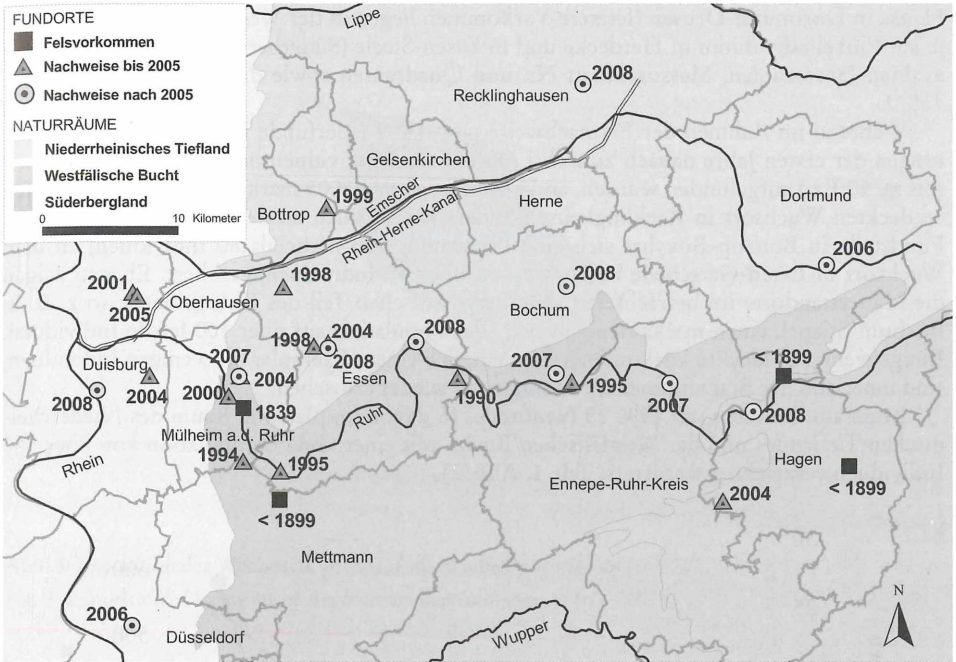 FUNDORTE
Felsvorkommen
Nachweise bis 2005
Nachweise nach 2005
NATURRÄUME
Niederrheinisches Tiefland
Westfälische Bucht
Süderbergland
0 10 Kilometer
Lippe
2008
Recklinghausen
Gelsenkirchen
1999
Bottrop
Emscher
Rhein-Herne-Kanal
Herne
Dortmund
2006
1998
2001
2005
Oberhausen
2008
Bochum
1998
2004
2008
Essen
2008
Duisburg
2004
2008
2007
2004
2000
1839
Mülheim a.d. Ruhr
Ruhr
1990
2007
1995
2007
< 1899
2008
Rhein
1994
1995
< 1899
Hagen
< 1899
Ennepe-Ruhr-Kreis
2004
Mettmann
2006
Düsseldorf
Wupper
N